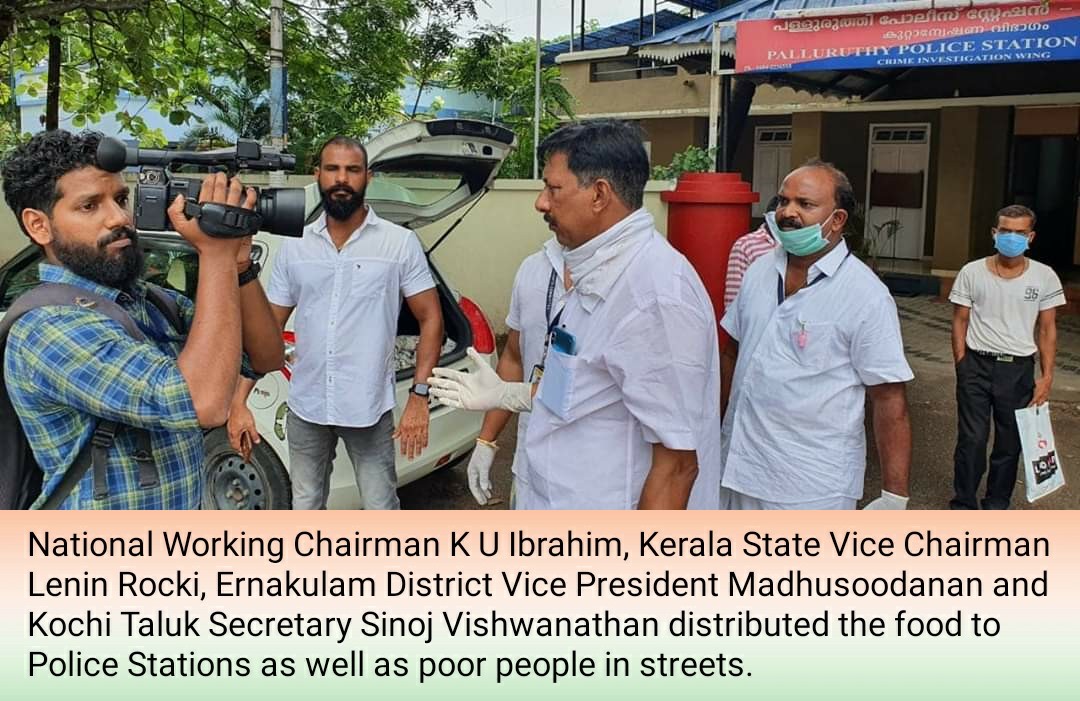 പള്ളുരുത്തി പോലീസ് സ്റ്റേഷൻ
കുറ്റാന്വേഷണ വിഭാഗം
PALLURUTHY POLICE STATION
CRIME INVESTIGATION WING
96
National Working Chairman K U Ibrahim, Kerala State Vice Chairman
Lenin Rocki, Ernakulam District Vice President Madhusoodanan and
Kochi Taluk Secretary Sinoj Vishwanathan distributed the food to
Police Stations as well as poor people in streets.